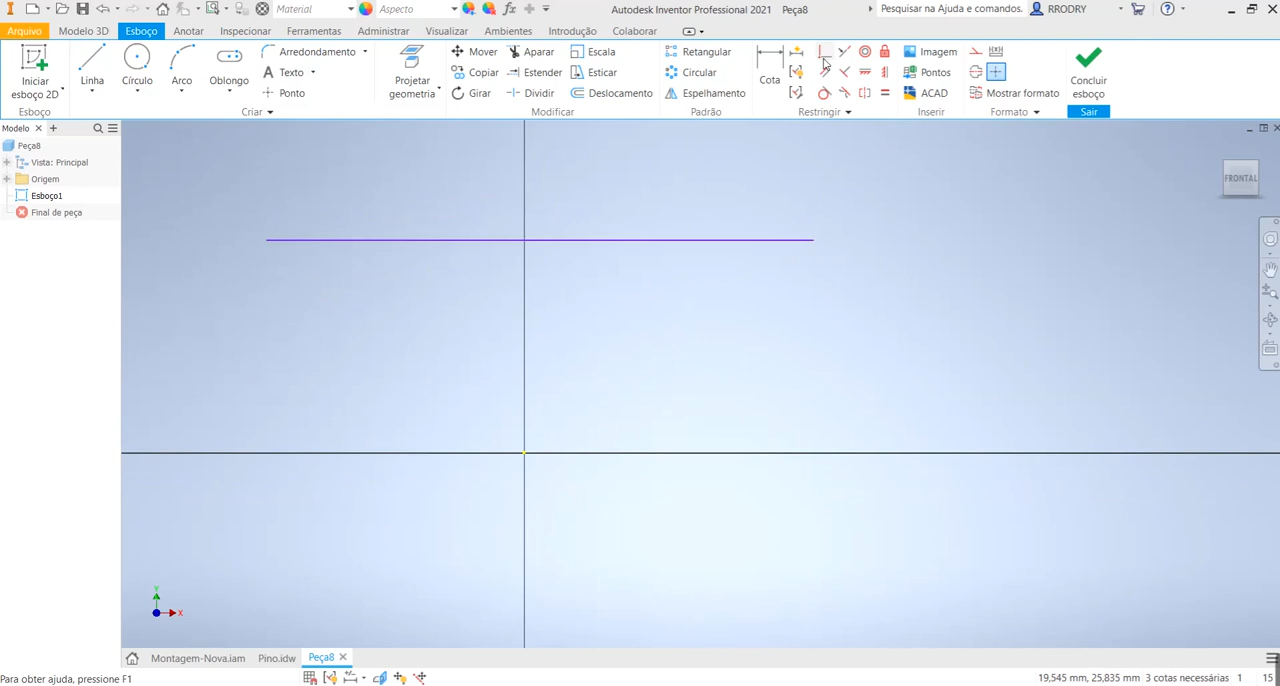 Material
Aspecto
Autodesk Inventor Professional 2021 Peça8
Pesquisar na Ajuda e comandos.
RRODRY
Arquivo Modelo 3D Esboço Anotar Inspecionar Ferramentas Administrar Visualizar Ambientes Introdução Colaborar
Iniciar
esboço 2D
Linha
Círculo
Arco
Oblongo
Arredondamento
Texto
Ponto
Projetar
geometria
Mover Aparar Escala
Copiar Estender Esticar
Girar Dividir Deslocamento
Retangular
Circular
Espelhamento
Cota
Imagem
Pontos
ACAD
Mostrar formato
Concluir
esboço
Esboço Criar Modificar Padrão Restringir Inserir Formato Sair
Modelo
Peça8
Vista: Principal
Origem
Esboço1
Final de peça
FRONTAL
Y
X
Montagem-Nova.iam Pino.idw Peça8
Para obter ajuda, pressione F1
19,545 mm, 25,835 mm 3 cotas necessárias 1 15